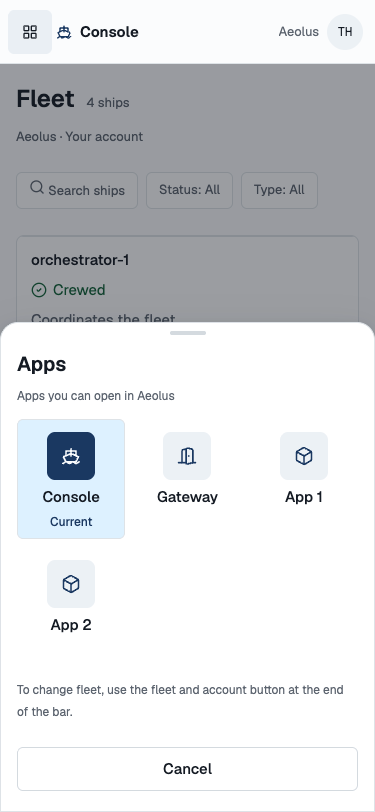 Console
Aeolus
TH
Fleet
4 ships
Aeolus · Your account
Search ships
Status: All
Type: All
orchestrator-1
Crewed
Coordinates the fleet
Apps
Apps you can open in Aeolus
Console
Current
Gateway
App 1
App 2
To change fleet, use the fleet and account button at the end
of the bar.
Cancel